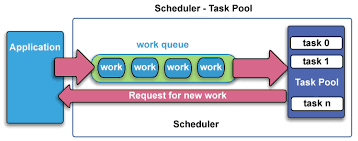 Scheduler - Task Pool
Application
work queue
work work work work
task 0
task 1
Task Pool
task n
Request for new work
Scheduler